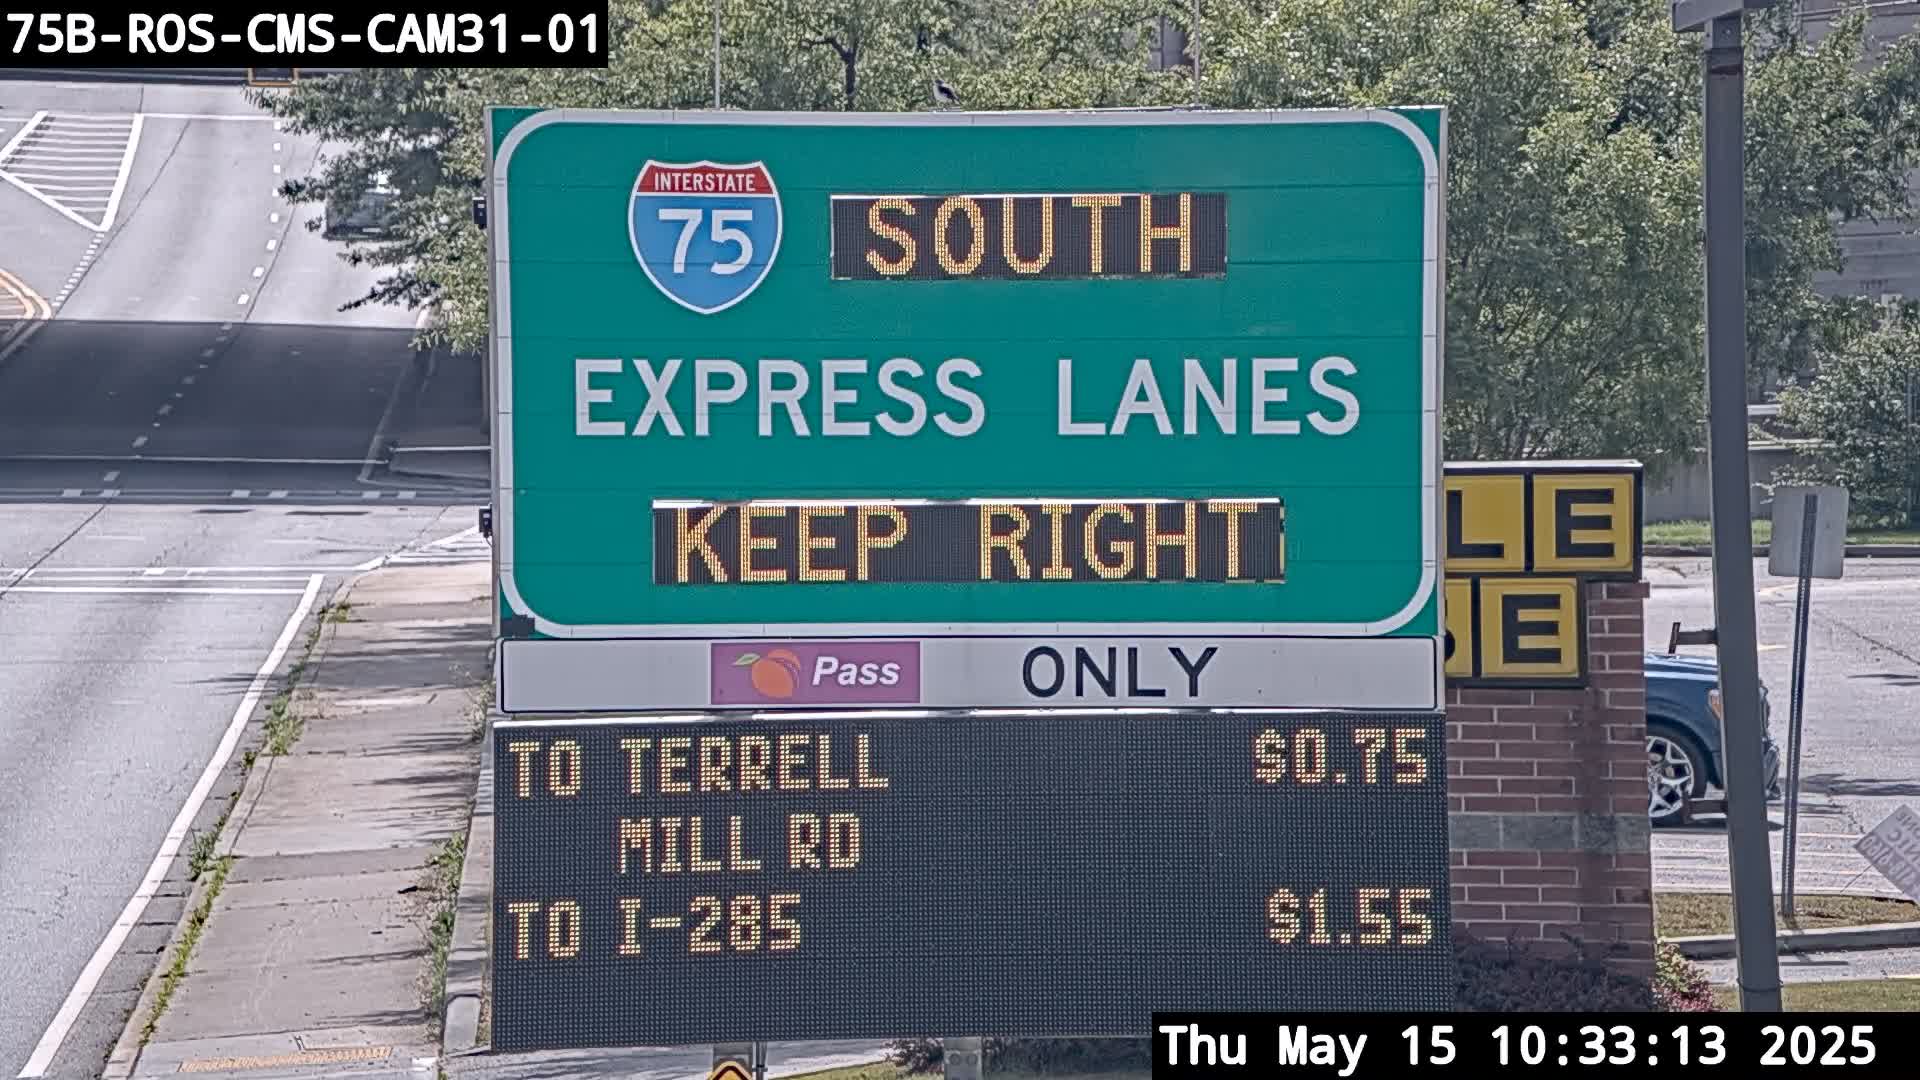 75B-ROS-CMS-CAM31-01
INTERSTATE
75
SOUTH
EXPRESS LANES
KEEP RIGHT
Pass ONLY
TO TERRELL $0.75
MILL RD
TO I-285 $1.55
LE
E
Thu May 15 10:33:13 2025